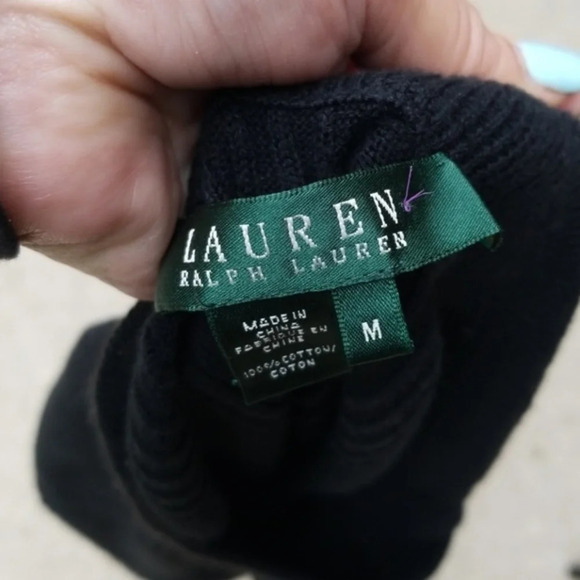 LAUREN
RALPH LAUREN
MADE IN
CHINA
FABRIQUE EN
CHINE
100% COTTON/
COTON
M